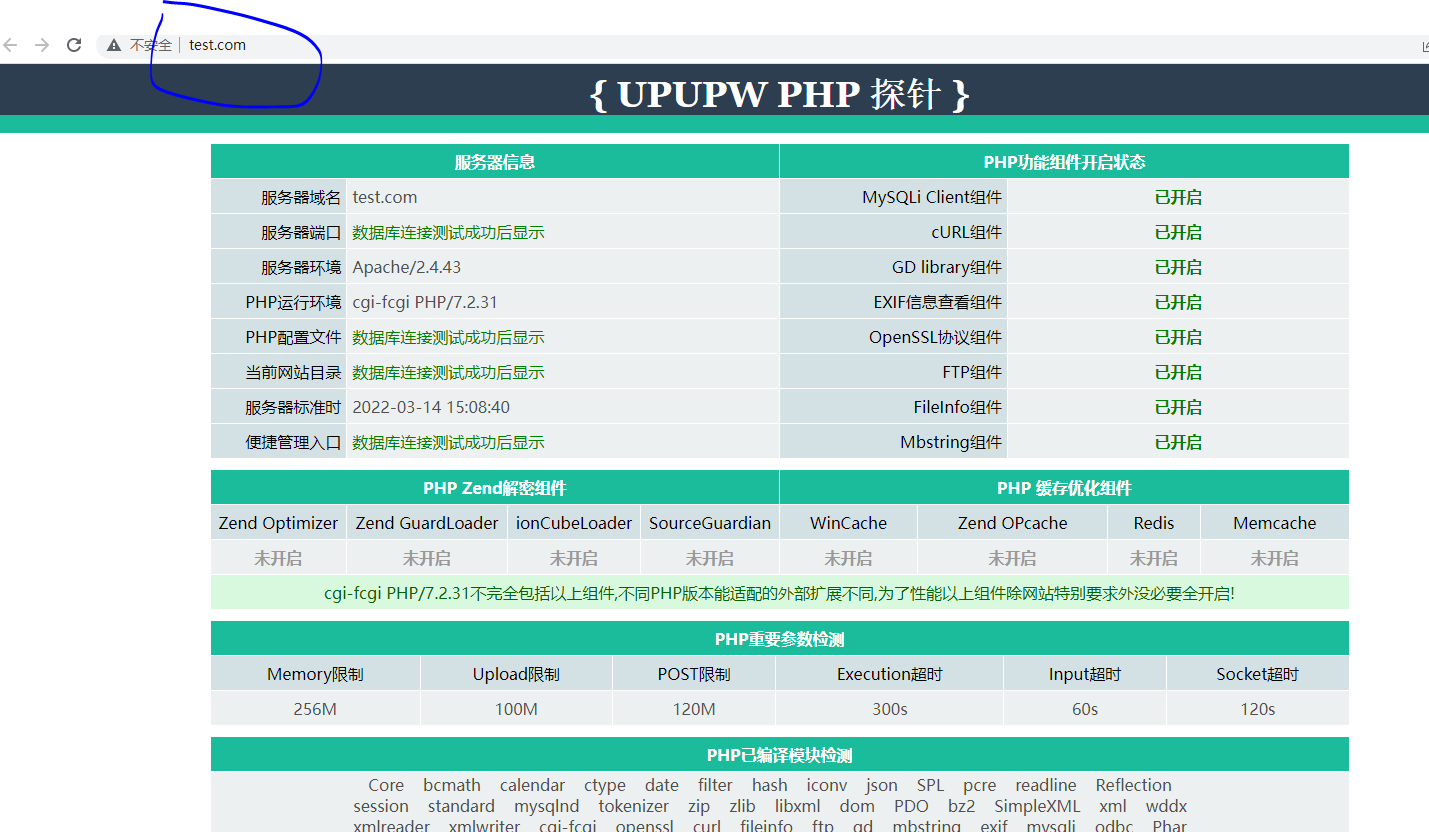 不安全 test.com
{ UPUPW PHP 探针 }
服务器信息 PHP功能组件开启状态
服务器域名 test.com MySQLi Client组件 已开启
服务器端口 数据库连接测试成功后显示 cURL组件 已开启
服务器环境 Apache/2.4.43 GD library组件 已开启
PHP运行环境 cgi-fcgi PHP/7.2.31 EXIF信息查看组件 已开启
PHP配置文件 数据库连接测试成功后显示 OpenSSL协议组件 已开启
当前网站目录 数据库连接测试成功后显示 FTP组件 已开启
服务器标准时 2022-03-14 15:08:40 FileInfo组件 已开启
便捷管理入口 数据库连接测试成功后显示 Mbstring组件 已开启
PHP Zend解密组件 PHP 缓存优化组件
Zend Optimizer Zend GuardLoader ionCubeLoader SourceGuardian WinCache Zend OPcache Redis Memcache
未开启 未开启 未开启 未开启 未开启 未开启 未开启 未开启
cgi-fcgi PHP/7.2.31不完全包括以上组件,不同PHP版本能适配的外部扩展不同,为了性能以上组件除网站特别要求外没必要全开启!
PHP重要参数检测
Memory限制 Upload限制 POST限制 Execution超时 Input超时 Socket超时
256M 100M 120M 300s 60s 120s
PHP已编译模块检测
Core bcmath calendar ctype date filter hash iconv json SPL pcre readline Reflection
session standard mysqlnd tokenizer zip zlib libxml dom PDO bz2 SimpleXML xml wddx
xmlreader xmlwriter cgi-fcgi openssl curl fileinfo ftp gd mbstring exif mysqli odbc Phar